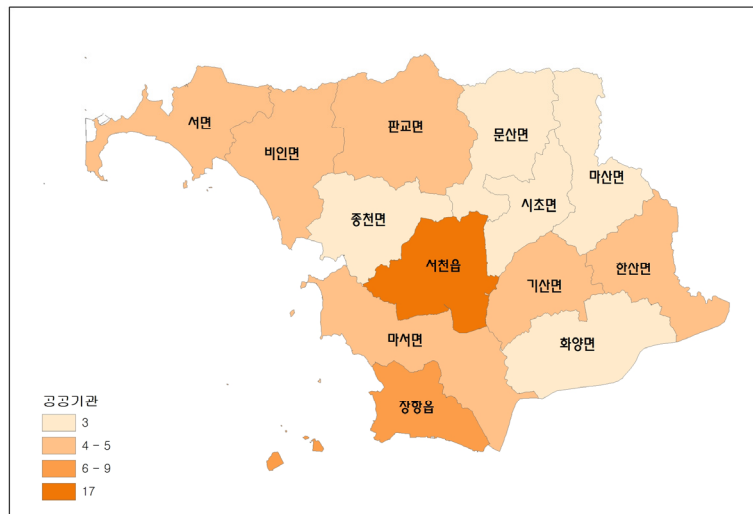 서면
비인면
판교면
문산면
마산면
시초면
종천면
서천읍
기산면
한산면
마서면
화양면
장항읍
공공기관
3
4 - 5
6 - 9
17